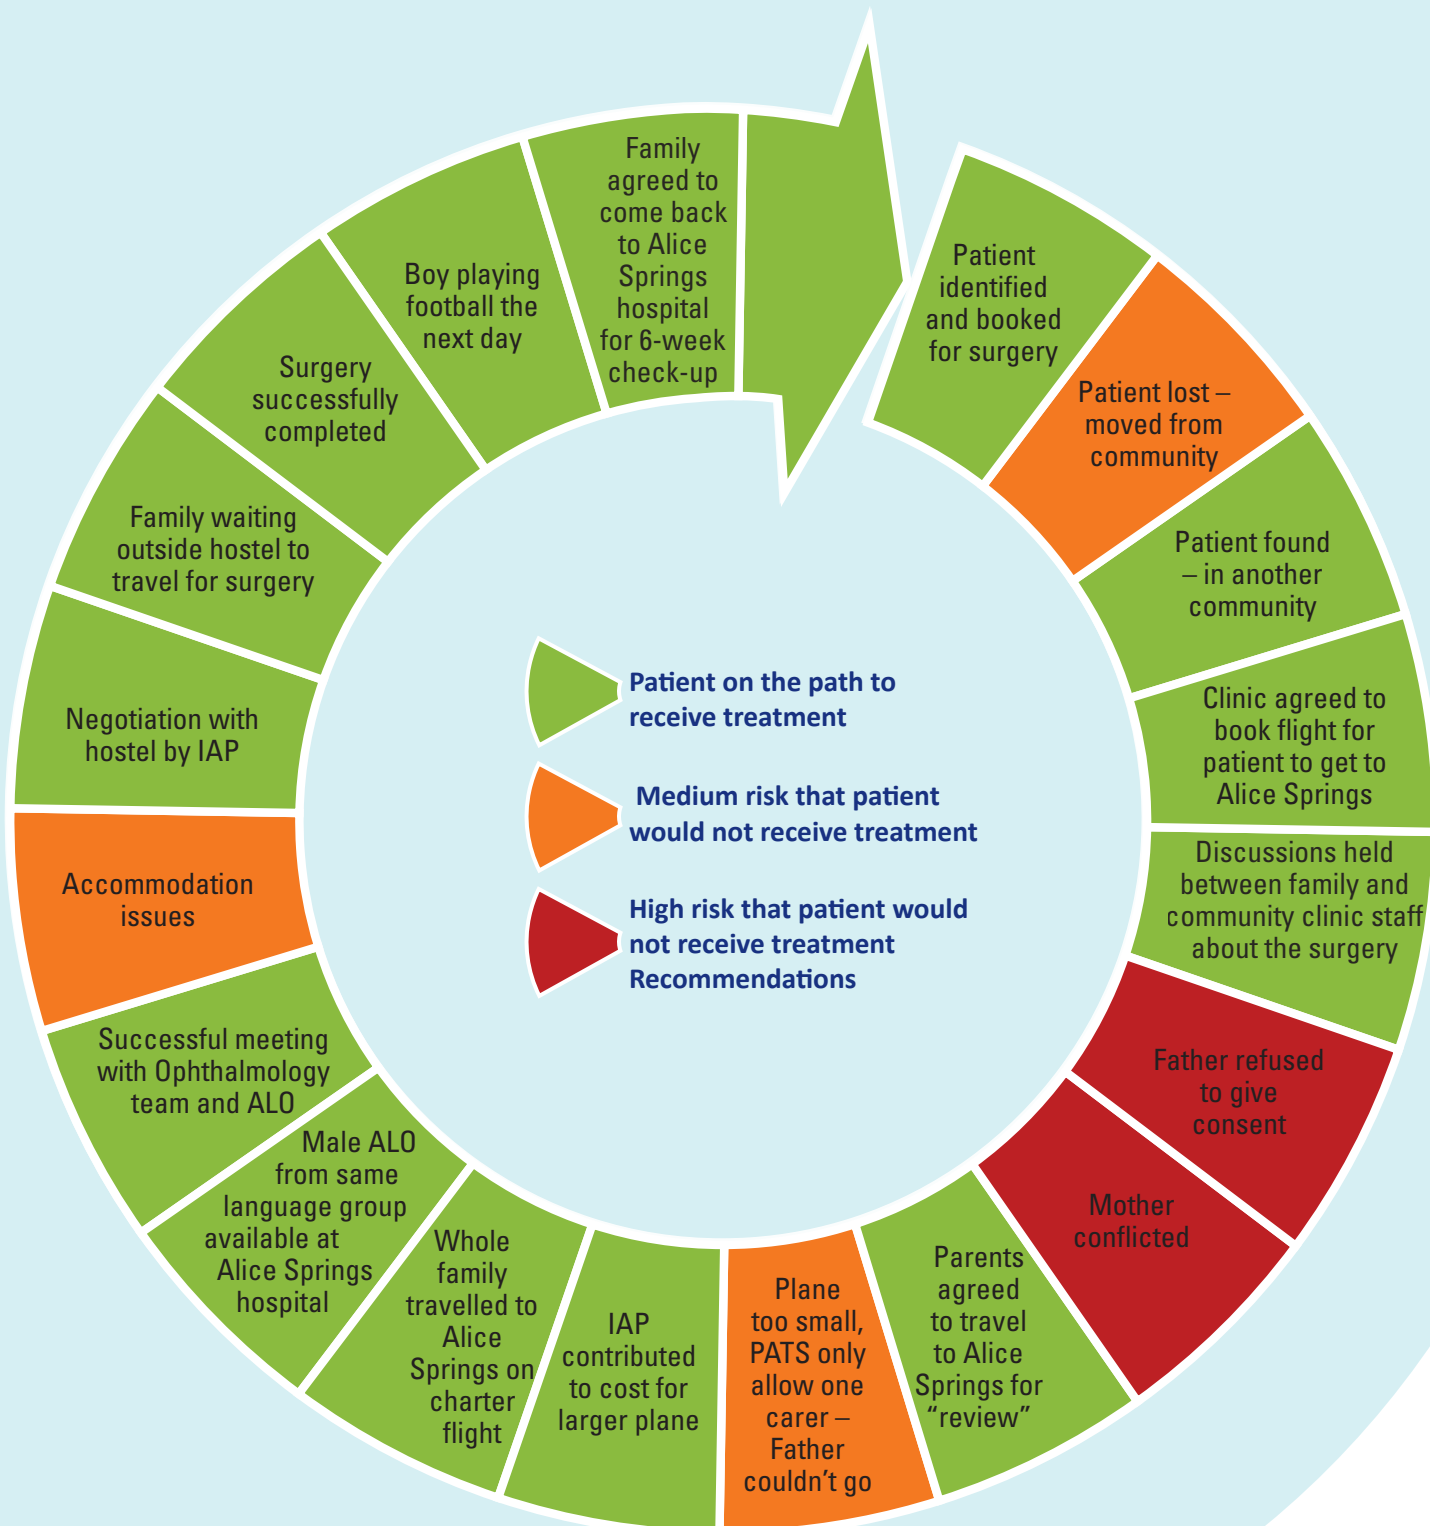 Patient
identified
and booked
for surgery
Patient lost –
moved from
community
Patient found
– in another
community
Clinic agreed to
book flight for
patient to get to
Alice Springs
Discussions held
between family and
community clinic staff
about the surgery
Father refused
to give
consent
Mother
conflicted
Parents
agreed
to travel
to Alice
Springs for
“review”
Plane
too small,
PATS only
allow one
carer –
Father
couldn’t go
IAP
contributed
to cost for
larger plane
Whole
family
travelled to
Alice
Springs on
charter
flight
Male ALO
from same
language group
available at
Alice Springs
hospital
Successful meeting
with Ophthalmology
team and ALO
Accommodation
issues
Negotiation with
hostel by IAP
Family waiting
outside hostel to
travel for surgery
Surgery
successfully
completed
Boy playing
football the
next day
Family
agreed to
come back
to Alice
Springs
hospital
for 6-week
check-up
Patient on the path to
receive treatment
Medium risk that patient
would not receive treatment
High risk that patient would
not receive treatment
Recommendations